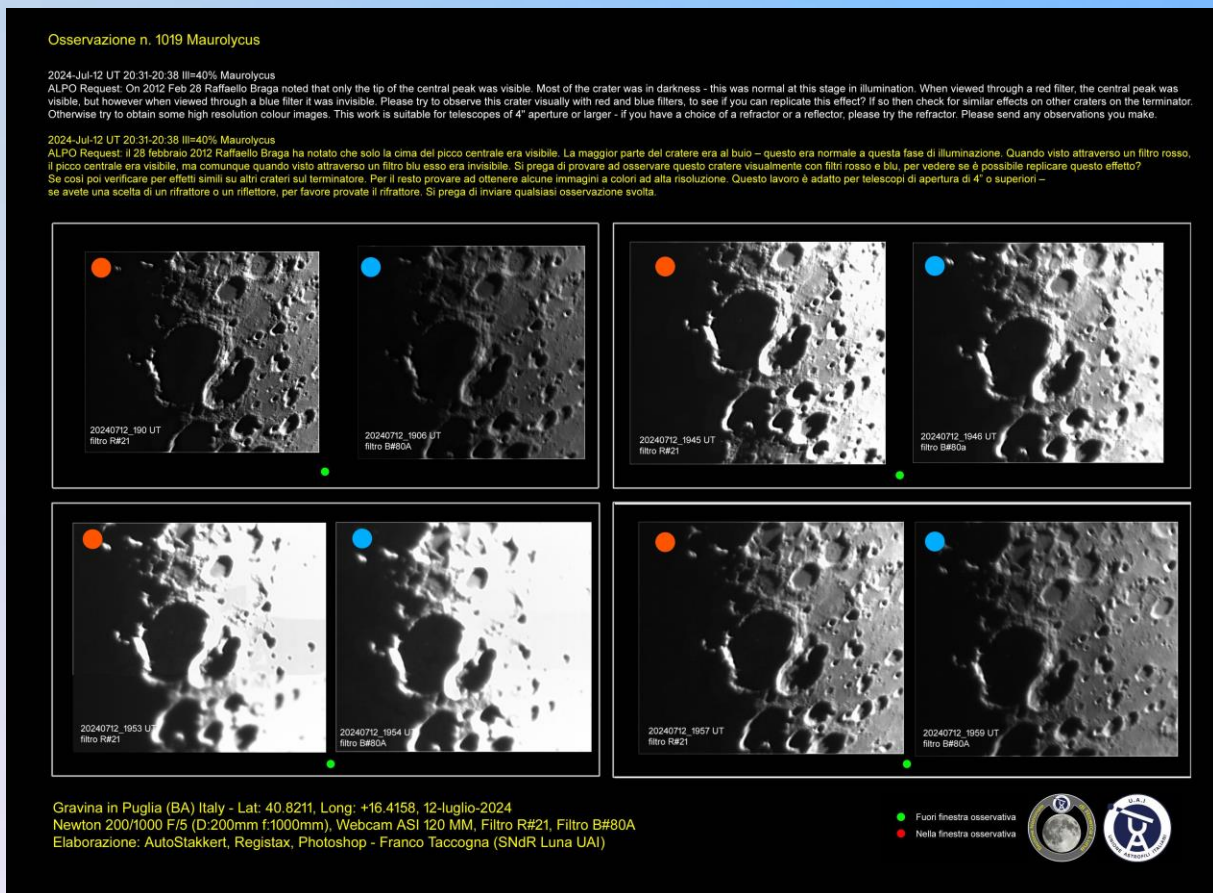 Osservazione n. 1019 Maurolycus
2024-Jul-12 UT 20:31-20:38 Ill=40% Maurolycus
ALPO Request: On 2012 Feb 28 Raffaello Braga noted that only the tip of the central peak was visible. Most of the crater was in darkness - this was normal at this stage in illumination. When viewed through a red filter, the central peak was
visible, but however when viewed through a blue filter it was invisible. Please try to observe this crater visually with red and blue filters, to see if you can replicate this effect? If so then check for similar effects on other craters on the terminator.
Otherwise try to obtain some high resolution colour images. This work is suitable for telescopes of 4" aperture or larger - if you have a choice of a refractor or a reflector, please try the refractor. Please send any observations you make.
2024-Jul-12 UT 20:31-20:38 Ill=40% Maurolycus
ALPO Request: il 28 febbraio 2012 Raffaello Braga ha notato che solo la cima del picco centrale era visibile. La maggior parte del cratere era al buio – questo era normale a questa fase di illuminazione. Quando visto attraverso un filtro rosso,
il picco centrale era visibile, ma comunque quando visto attraverso un filtro blu esso era invisibile. Si prega di provare ad osservare questo cratere visualmente con filtri rosso e blu, per vedere se è possibile replicare questo effetto?
Se così poi verificare per effetti simili su altri crateri sul terminatore. Per il resto provare ad ottenere alcune immagini a colori ad alta risoluzione. Questo lavoro è adatto per telescopi di apertura di 4" o superiori –
se avete una scelta di un rifrattore o un riflettore, per favore provate il rifrattore. Si prega di inviare qualsiasi osservazione svolta.
20240712_190 UT
filtro R#21
20240712_1906 UT
filtro B#80A
20240712_1945 UT
filtro R#21
20240712_1946 UT
filtro B#80a
20240712_1953 UT
filtro R#21
20240712_1954 UT
filtro B#80A
20240712_1957 UT
filtro R#21
20240712_1959 UT
filtro B#80A
Gravina in Puglia (BA) Italy - Lat: 40.8211, Long: +16.4158, 12-luglio-2024
Newton 200/1000 F/5 (D:200mm f:1000mm), Webcam ASI 120 MM, Filtro R#21, Filtro B#80A
Elaborazione: AutoStakkert, Registax, Photoshop - Franco Taccogna (SNdR Luna UAI)
Fuori finestra osservativa
Nella finestra osservativa
U.A.I
UNIONE ASTROFILI ITALIANI